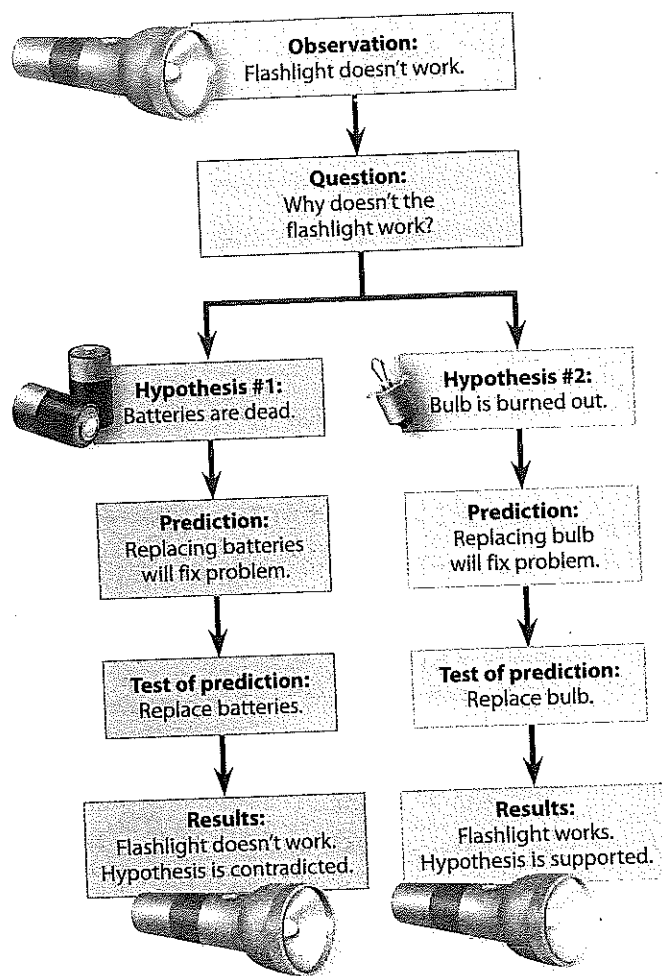 Observation:
Flashlight doesn't work.
Question:
Why doesn't the
flashlight work?
Hypothesis #1:
Batteries are dead.
Prediction:
Replacing batteries
will fix problem.
Test of prediction:
Replace batteries.
Results:
Flashlight doesn't work.
Hypothesis is contradicted.
Hypothesis #2:
Bulb is burned out.
Prediction:
Replacing bulb
will fix problem.
Test of prediction:
Replace bulb.
Results:
Flashlight works.
Hypothesis is supported.